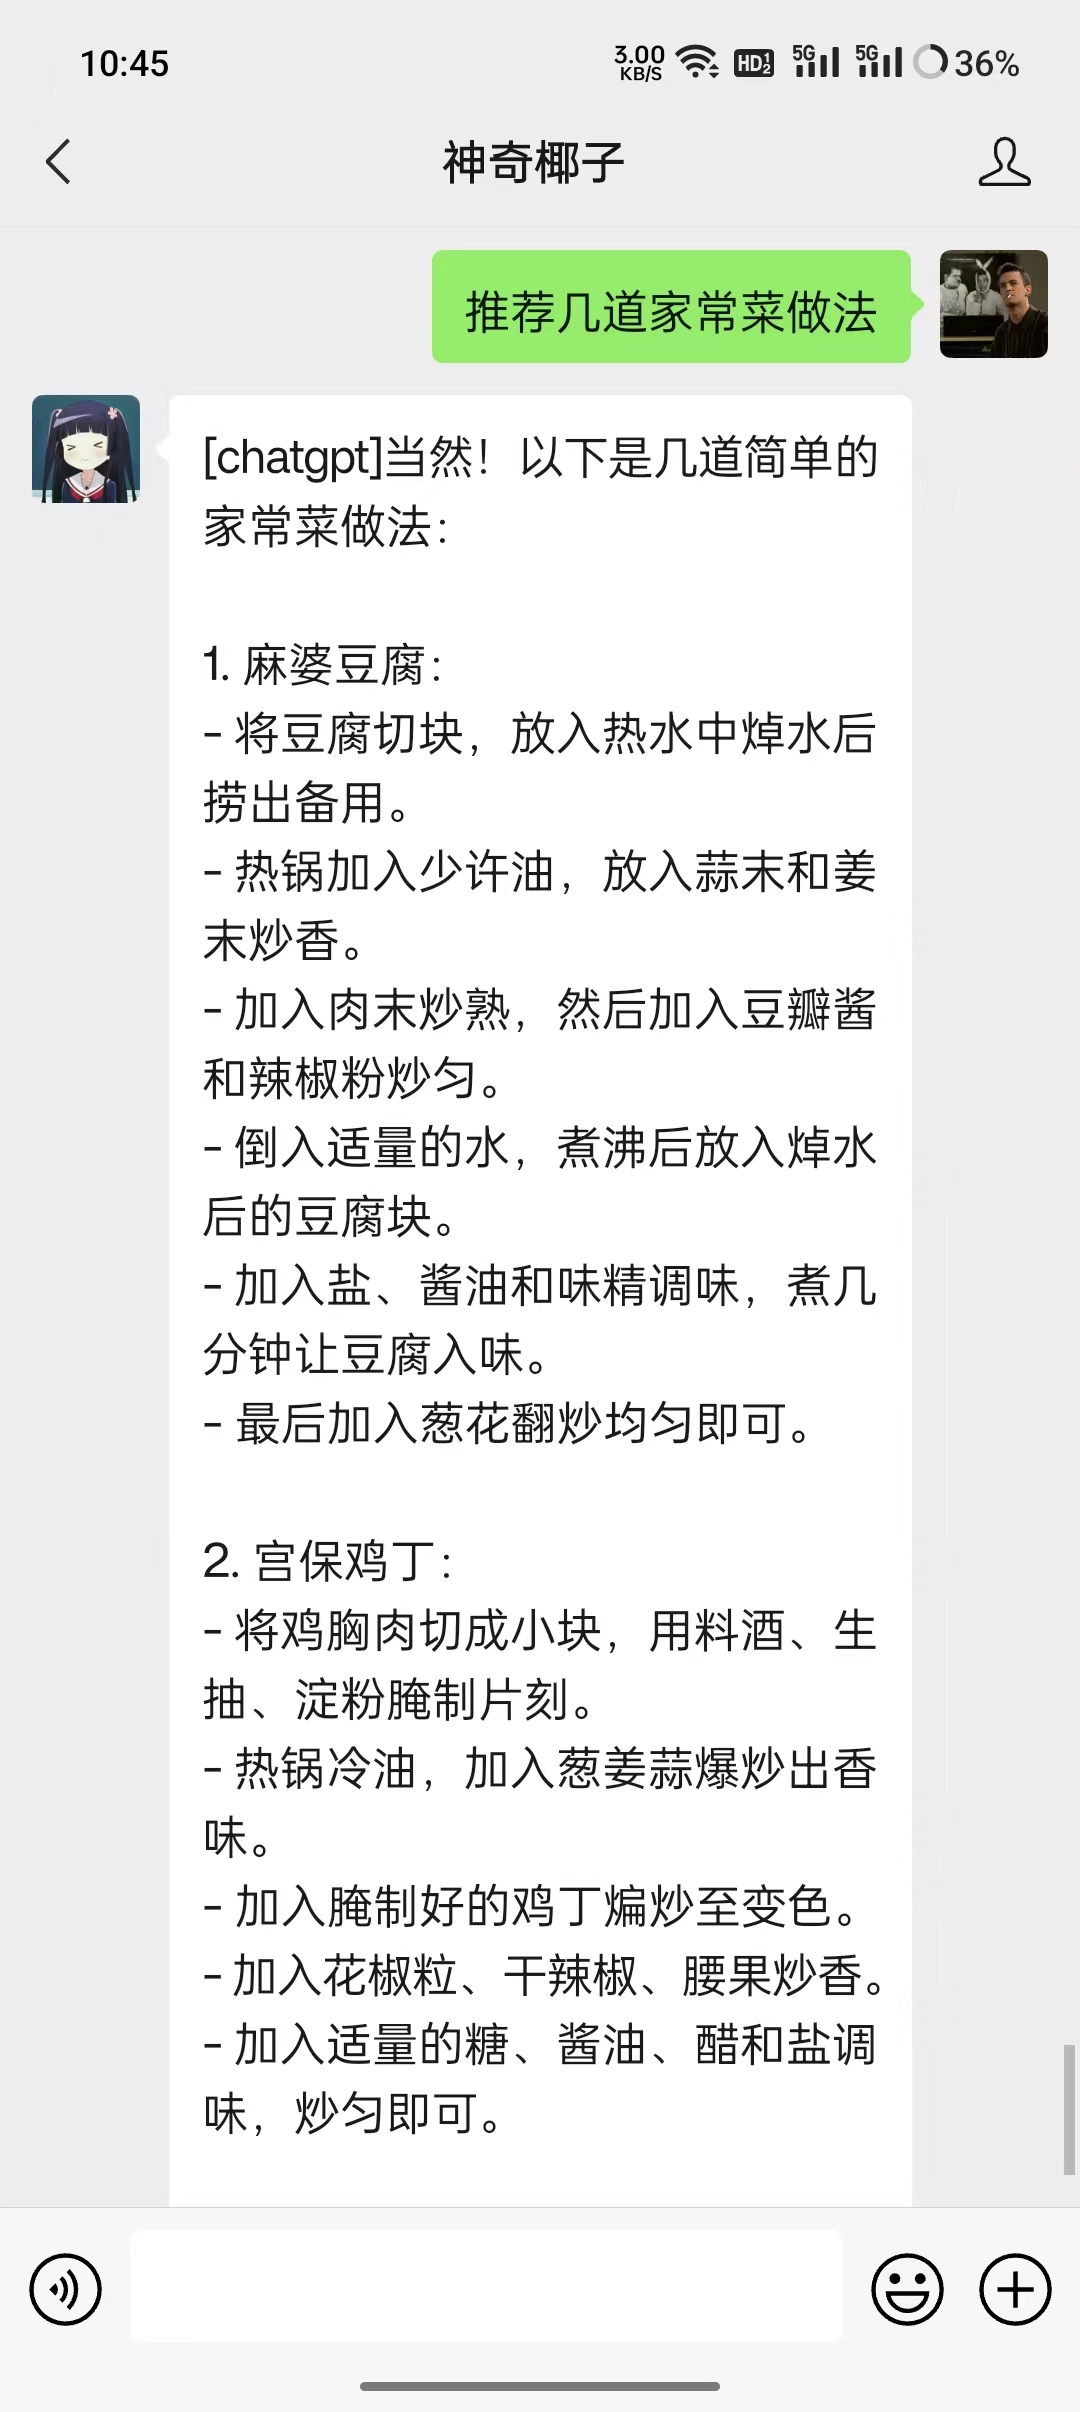 10:45
3.00
KB/S
HD 1 2
5G
5G
36%
神奇椰子
推荐几道家常菜做法
[chatgpt]当然！以下是几道简单的
家常菜做法：
1. 麻婆豆腐：
- 将豆腐切块，放入热水中焯水后
捞出备用。
- 热锅加入少许油，放入蒜末和姜
末炒香。
- 加入肉末炒熟，然后加入豆瓣酱
和辣椒粉炒匀。
- 倒入适量的水，煮沸后放入焯水
后的豆腐块。
- 加入盐、酱油和味精调味，煮几
分钟让豆腐入味。
- 最后加入葱花翻炒均匀即可。
2. 宫保鸡丁：
- 将鸡胸肉切成小块，用料酒、生
抽、淀粉腌制片刻。
- 热锅冷油，加入葱姜蒜爆炒出香
味。
- 加入腌制好的鸡丁煸炒至变色。
- 加入花椒粒、干辣椒、腰果炒香。
- 加入适量的糖、酱油、醋和盐调
味，炒匀即可。